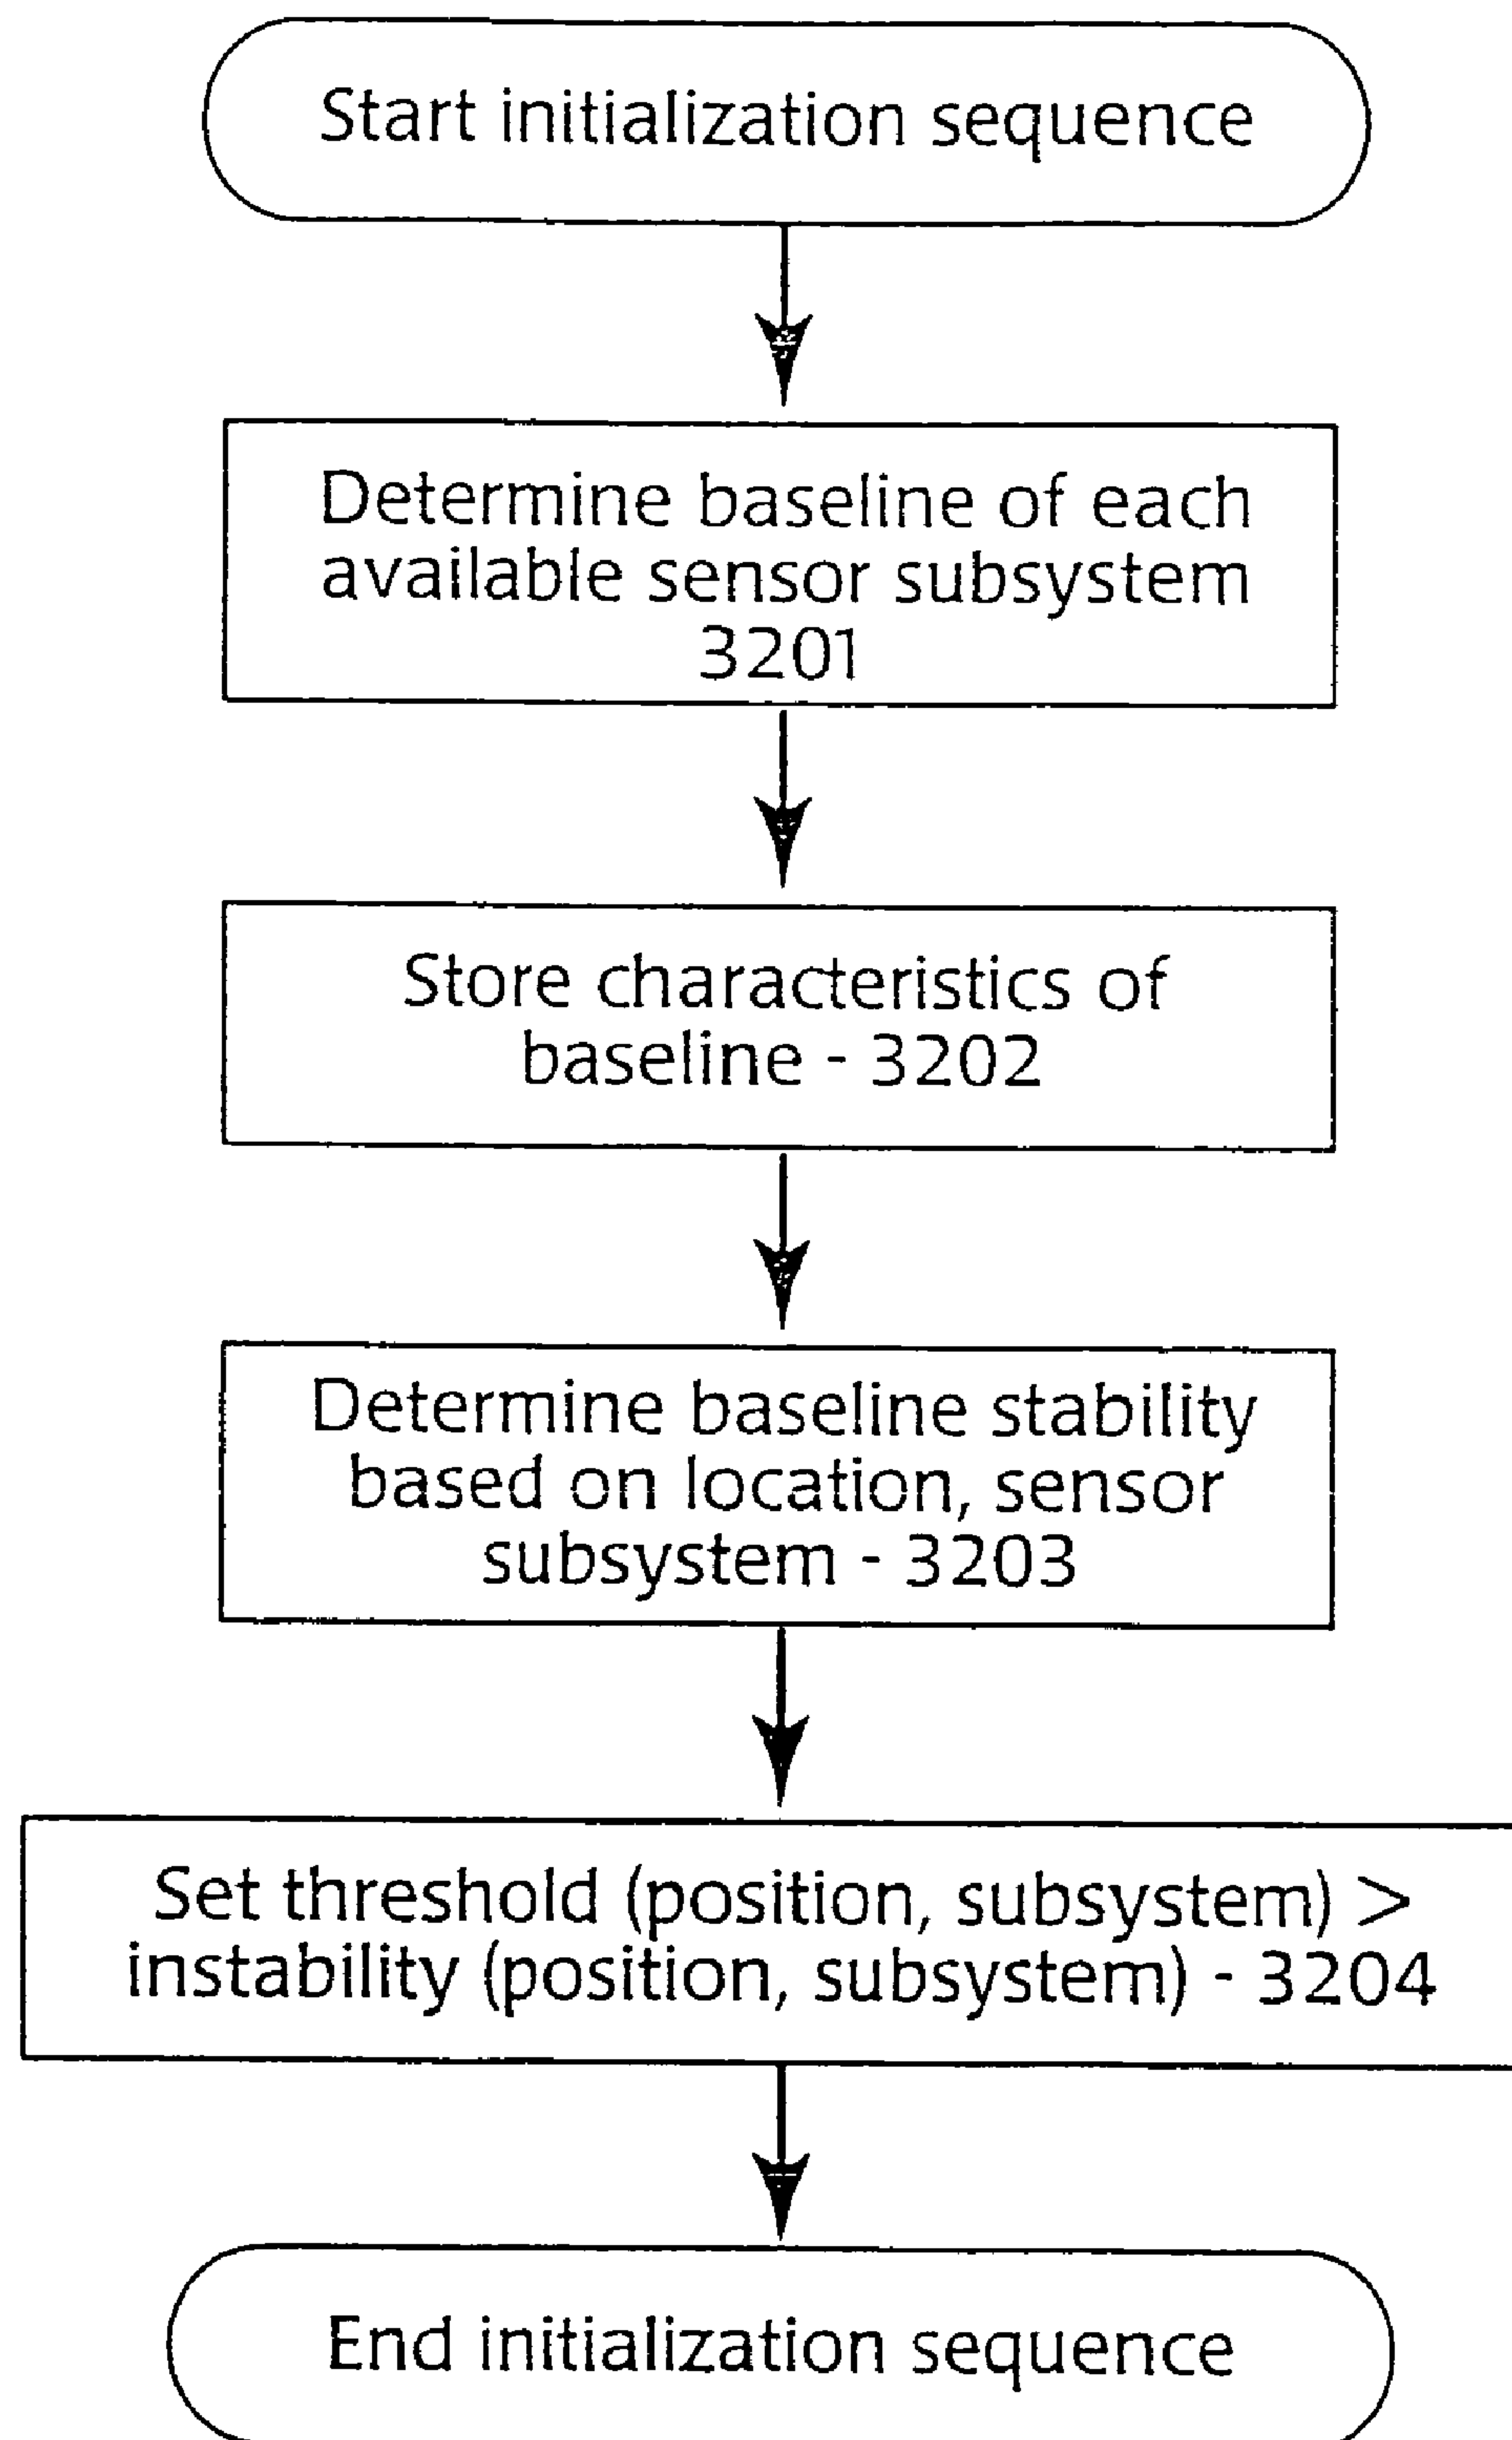 Start initialization sequence
Determine baseline of each
available sensor subsystem
3201
Store characteristics of
baseline - 3202
Determine baseline stability
based on location, sensor
subsystem - 3203
Set threshold (position, subsystem) >
instability (position, subsystem) - 3204
End initialization sequence